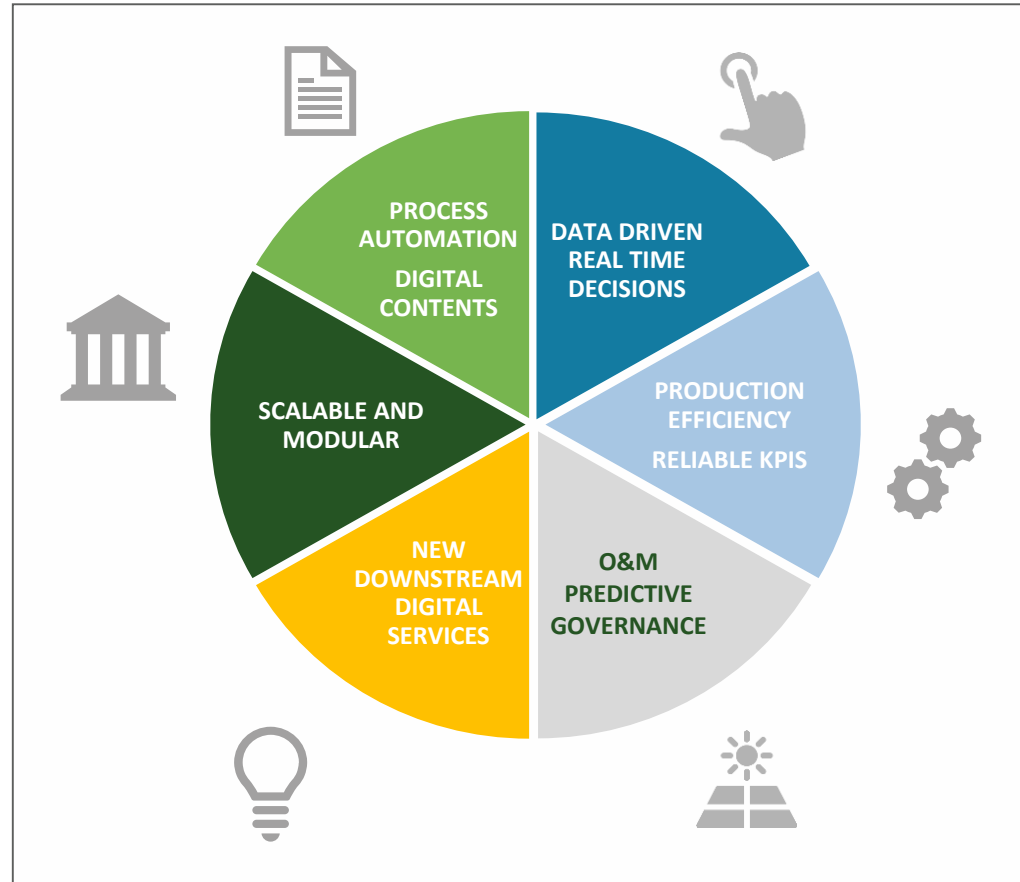 PROCESS
AUTOMATION
DIGITAL
CONTENTS
DATA DRIVEN
REAL TIME
DECISIONS
SCALABLE AND
MODULAR
PRODUCTION
EFFICIENCY
RELIABLE KPIS
NEW
DOWNSTREAM
DIGITAL
SERVICES
O&M
PREDICTIVE
GOVERNANCE